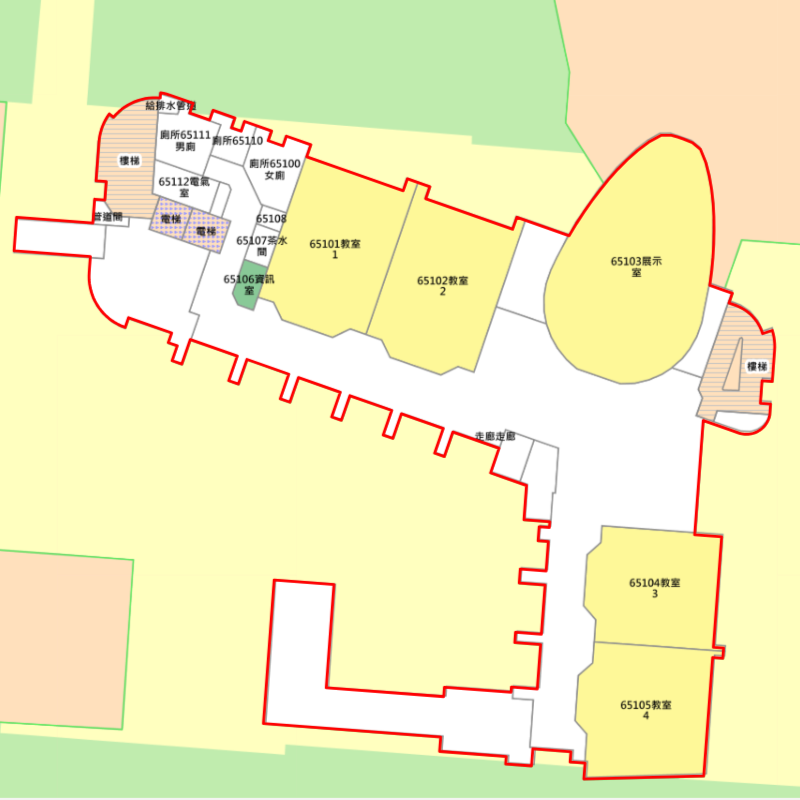 給排水管道
廁所65111
男廁
廁所65110
廁所65100
女廁
樓梯
65112電氣
室
管道間
電梯
電梯
65108
65107茶水
間
65106資訊
室
65101教室
1
65102教室
2
65103展示
室
樓梯
走廊走廊
65104教室
3
65105教室
4